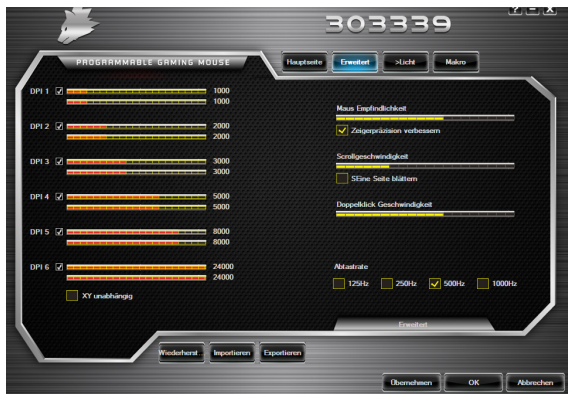 ? - X
303339
PROGRAMMABLE GAMING MOUSE
Hauptseite Erweitert >Licht Makro
DPI 1 1000
1000
DPI 2 2000
2000
DPI 3 3000
3000
DPI 4 5000
5000
DPI 5 8000
8000
DPI 6 24000
24000
XY unabhängig
Maus Empfindlichkeit
Zeigerpräzision verbessern
Scrollgeschwindigkeit
SEine Seite blättern
Doppelklick Geschwindigkeit
Abtastrate
125Hz 250Hz 500Hz 1000Hz
Erweitert
Wiederherst... Importieren Exportieren
Übernehmen OK Abbrechen